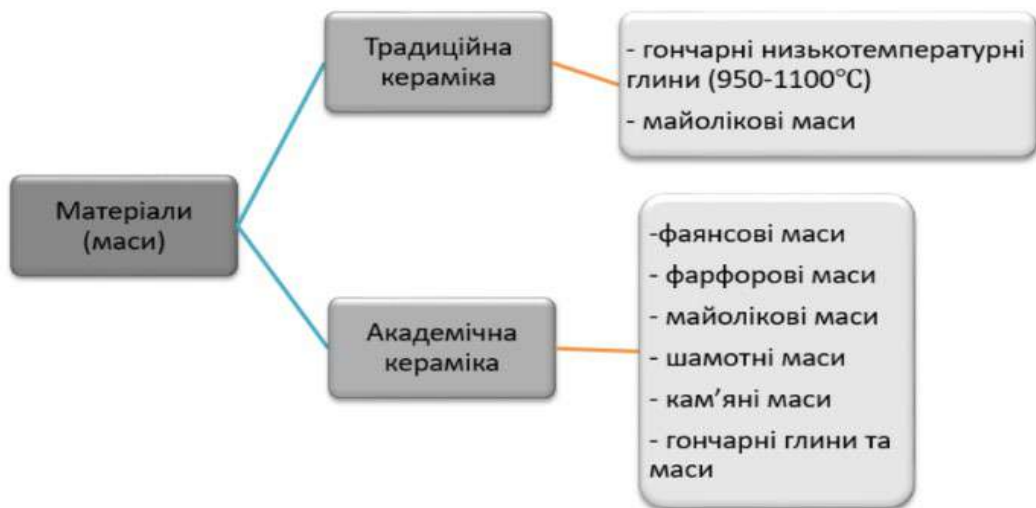 Традиційна
кераміка
- гончарні низькотемпературні
глини (950-1100℃)
- майолікові маси
Матеріали
(маси)
Академічна
кераміка
-фаянсові маси
- фарфорові маси
- майолікові маси
- шамотні маси
- кам’яні маси
- гончарні глини та
маси